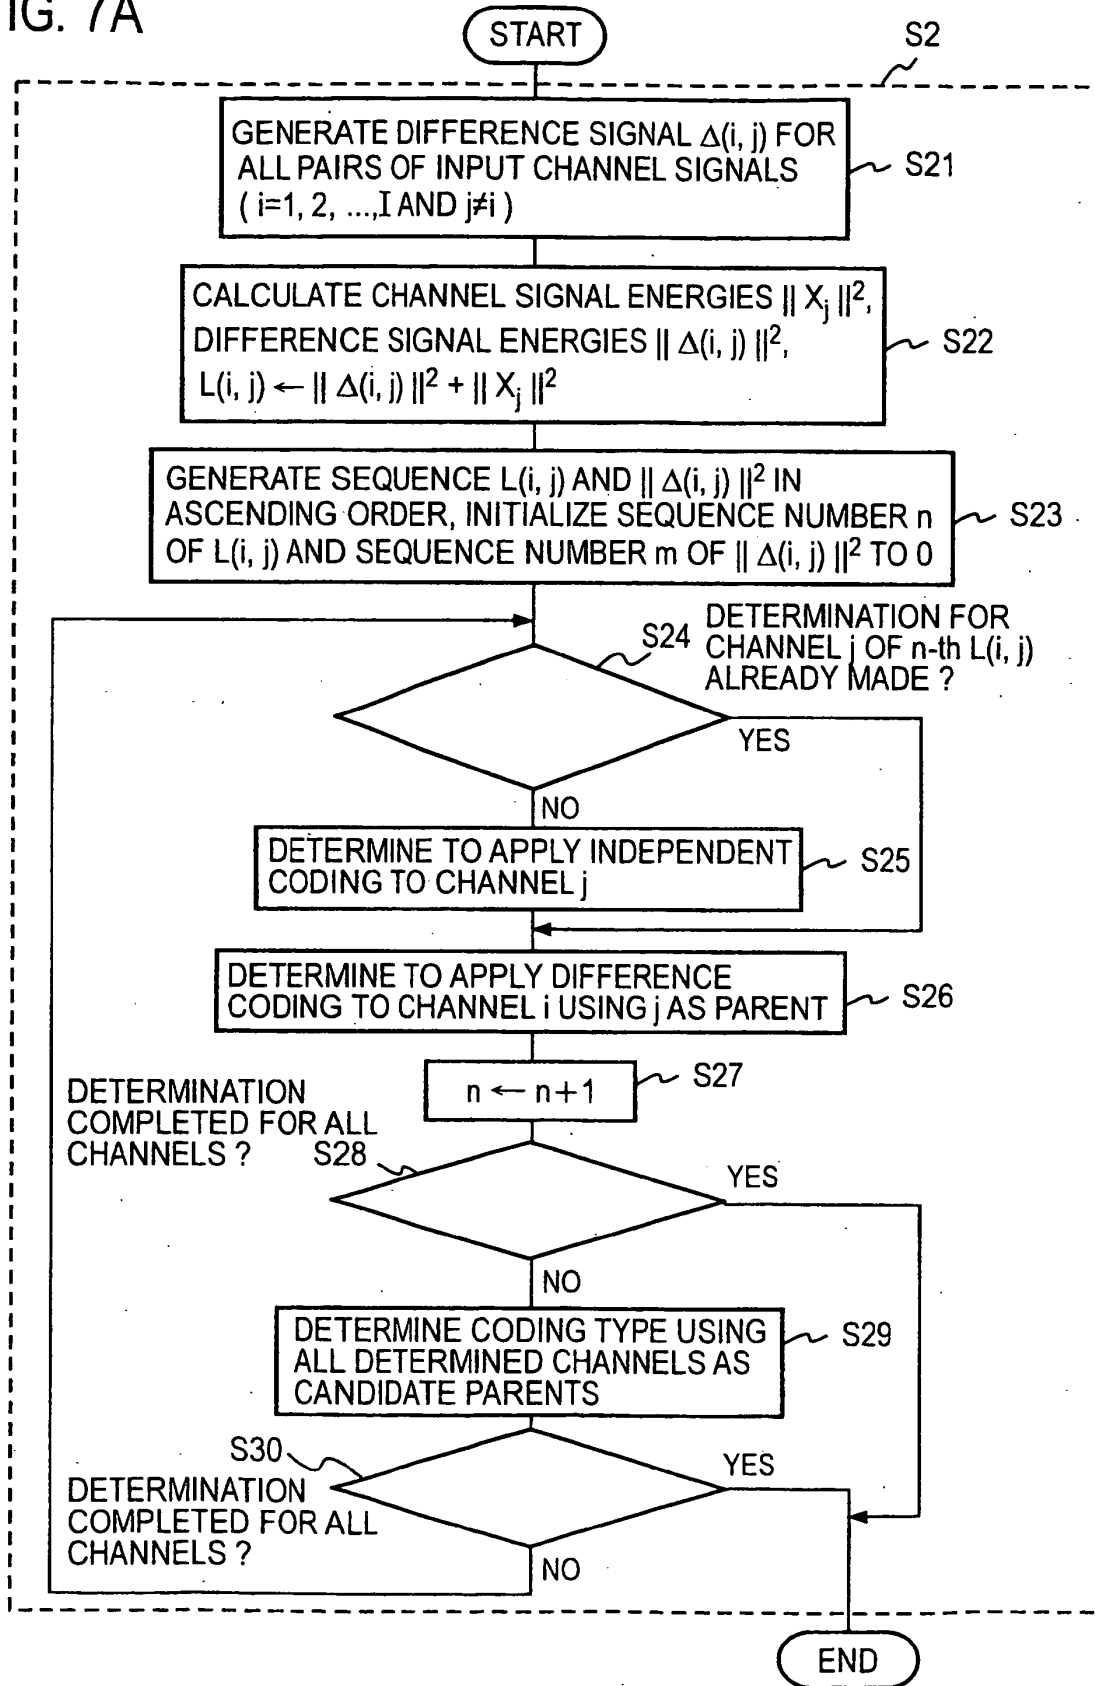 IG. 7A
START
S2
GENERATE DIFFERENCE SIGNAL Δ(i, j) FOR
ALL PAIRS OF INPUT CHANNEL SIGNALS
( i=1, 2, ...,I AND j≠i )
S21
CALCULATE CHANNEL SIGNAL ENERGIES || Xj ||²,
DIFFERENCE SIGNAL ENERGIES || Δ(i, j) ||²,
L(i, j) ← || Δ(i, j) ||² + || Xj ||²
S22
GENERATE SEQUENCE L(i, j) AND || Δ(i, j) ||² IN
ASCENDING ORDER, INITIALIZE SEQUENCE NUMBER n
OF L(i, j) AND SEQUENCE NUMBER m OF || Δ(i, j) ||² TO 0
S23
S24
DETERMINATION FOR
CHANNEL j OF n-th L(i, j)
ALREADY MADE ?
YES
NO
DETERMINE TO APPLY INDEPENDENT
CODING TO CHANNEL j
S25
DETERMINE TO APPLY DIFFERENCE
CODING TO CHANNEL i USING j AS PARENT
S26
n ← n+1
S27
DETERMINATION
COMPLETED FOR ALL
CHANNELS ?
S28
YES
NO
DETERMINE CODING TYPE USING
ALL DETERMINED CHANNELS AS
CANDIDATE PARENTS
S29
S30
DETERMINATION
COMPLETED FOR ALL
CHANNELS ?
YES
NO
END